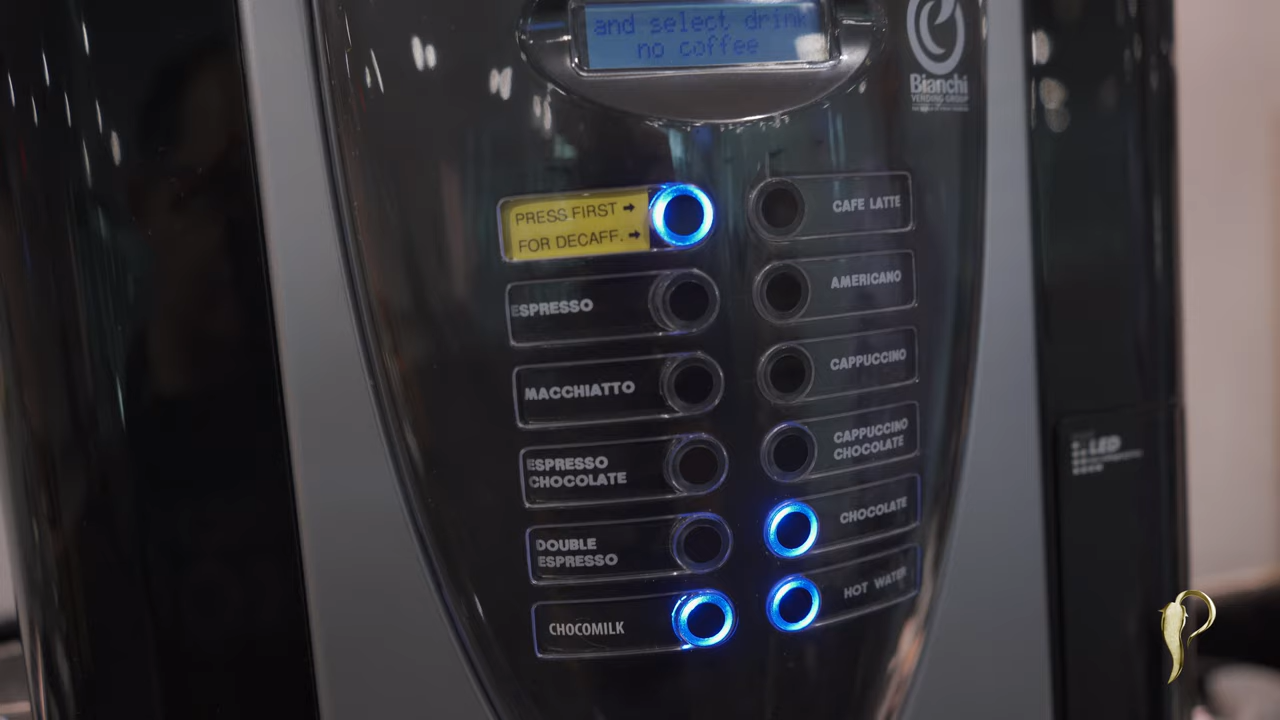 and select drink
no coffee
Bianchi
VENDING GROUP
PRESS FIRST →
FOR DECAFF. →
CAFE LATTE
ESPRESSO
AMERICANO
MACCHIATTO
CAPPUCCINO
ESPRESSO
CHOCOLATE
CAPPUCCINO
CHOCOLATE
DOUBLE
ESPRESSO
CHOCOLATE
CHOCOMILK
HOT WATER
LED